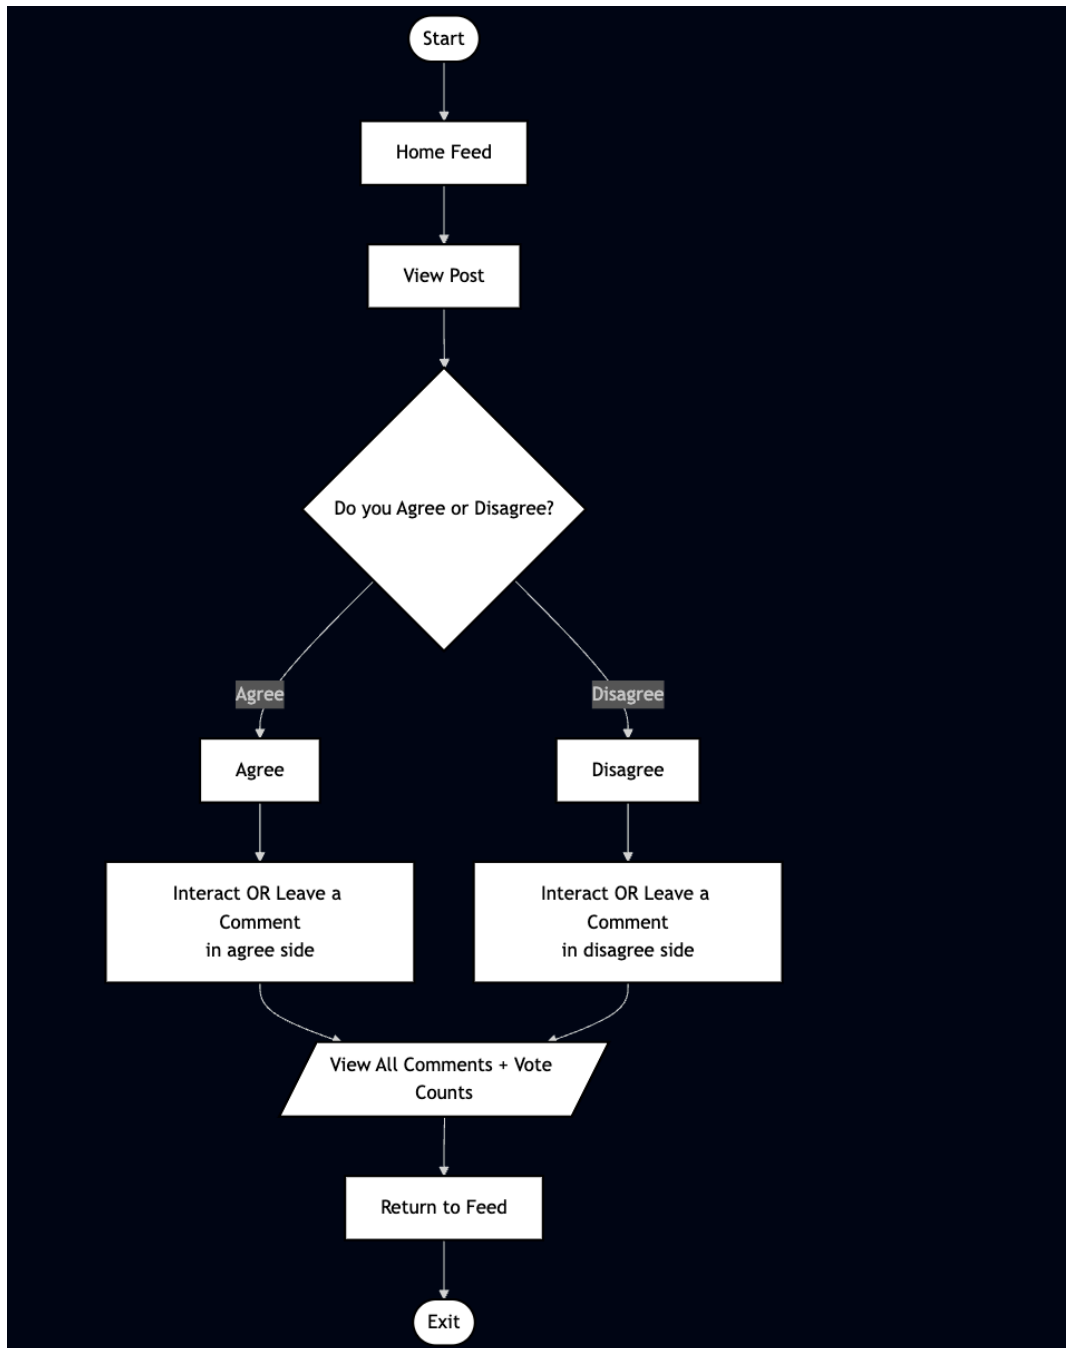 Start
Home Feed
View Post
Do you Agree or Disagree?
Agree
Disagree
Agree
Disagree
Interact OR Leave a
Comment
in agree side
Interact OR Leave a
Comment
in disagree side
View All Comments + Vote
Counts
Return to Feed
Exit